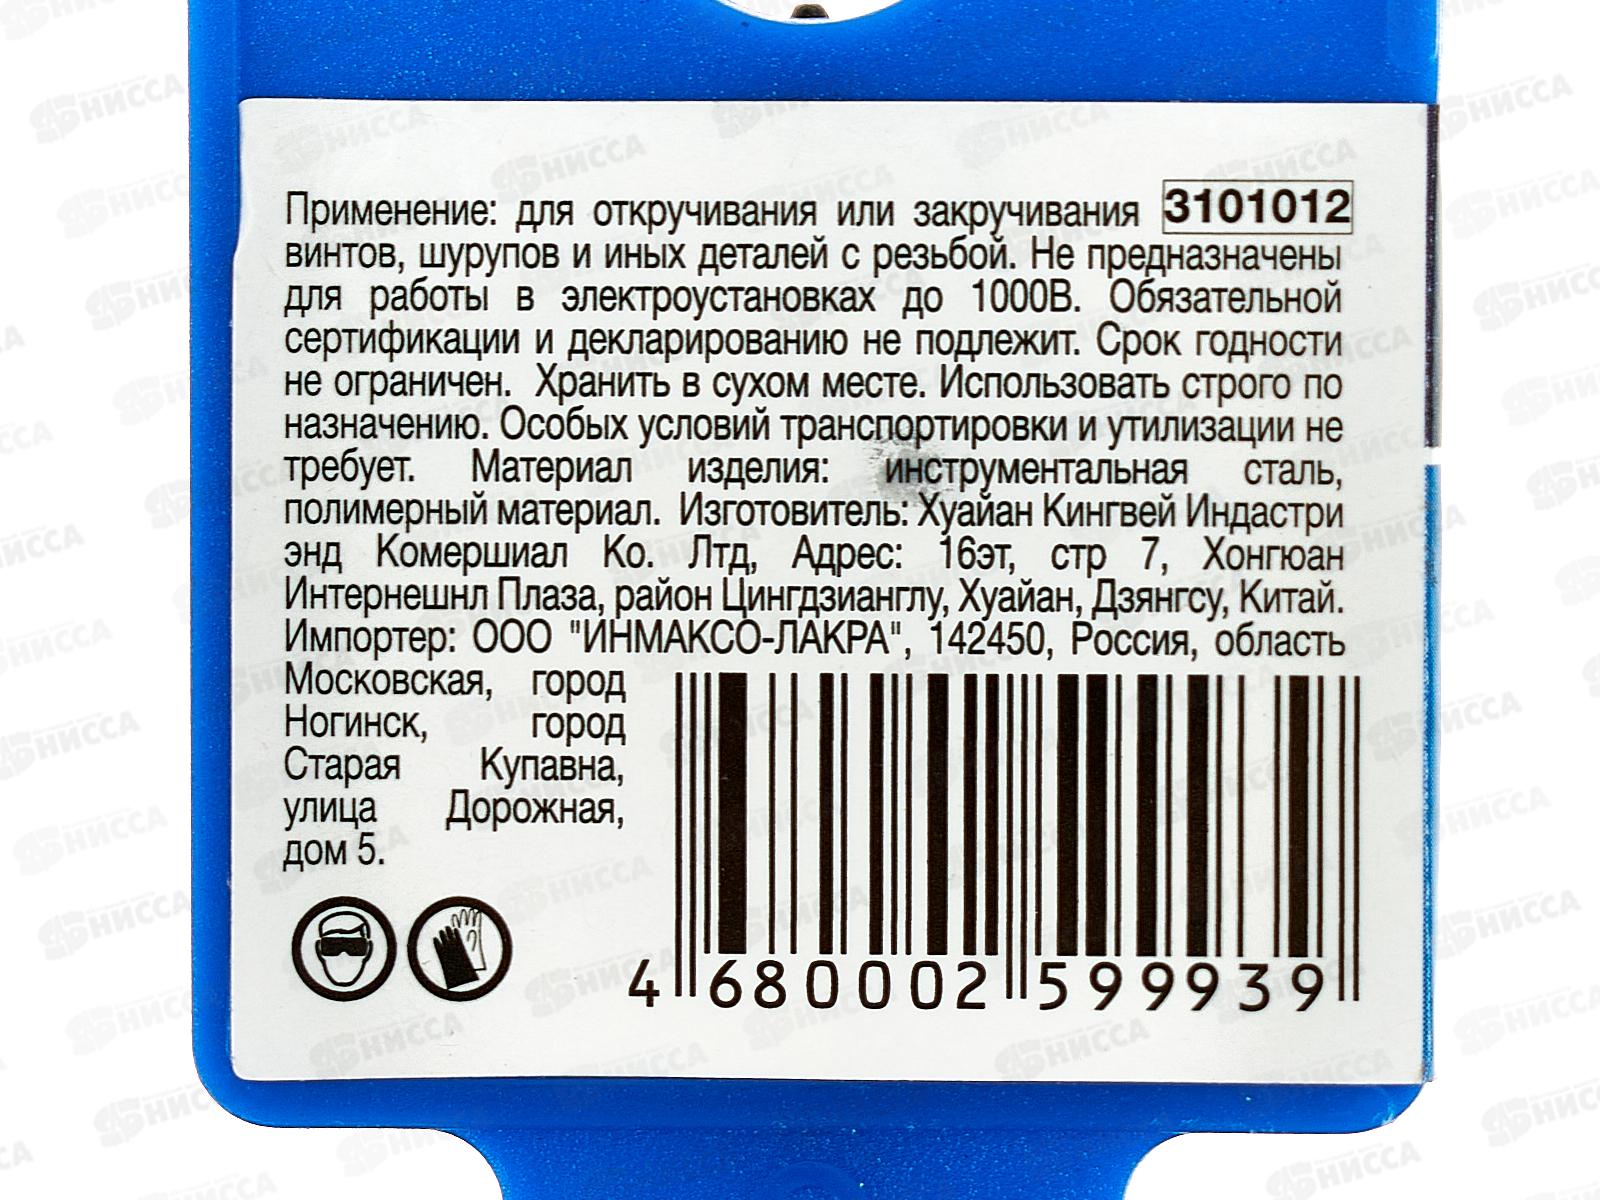 Применение: для откручивания или закручивания 3101012
винтов, шурупов и иных деталей с резьбой. Не предназначены
для работы в электроустановках до 1000В. Обязательной
сертификации и декларированию не подлежит. Срок годности
не ограничен. Хранить в сухом месте. Использовать строго по
назначению. Особых условий транспортировки и утилизации не
требует. Материал изделия: инструментальная сталь,
полимерный материал. Изготовитель: Хуайан Кингвей Индастри
энд Комершиал Ко. Лтд, Адрес: 16эт, стр 7, Хонгюан
Интернешнл Плаза, район Цингдзианглу, Хуайан, Дзянгсу, Китай.
Импортер: ООО "ИНМАКСО-ЛАКРА", 142450, Россия, область
Московская, город
Ногинск, город
Старая Купавна,
улица Дорожная,
дом 5.
4 680002 599939
НИССА